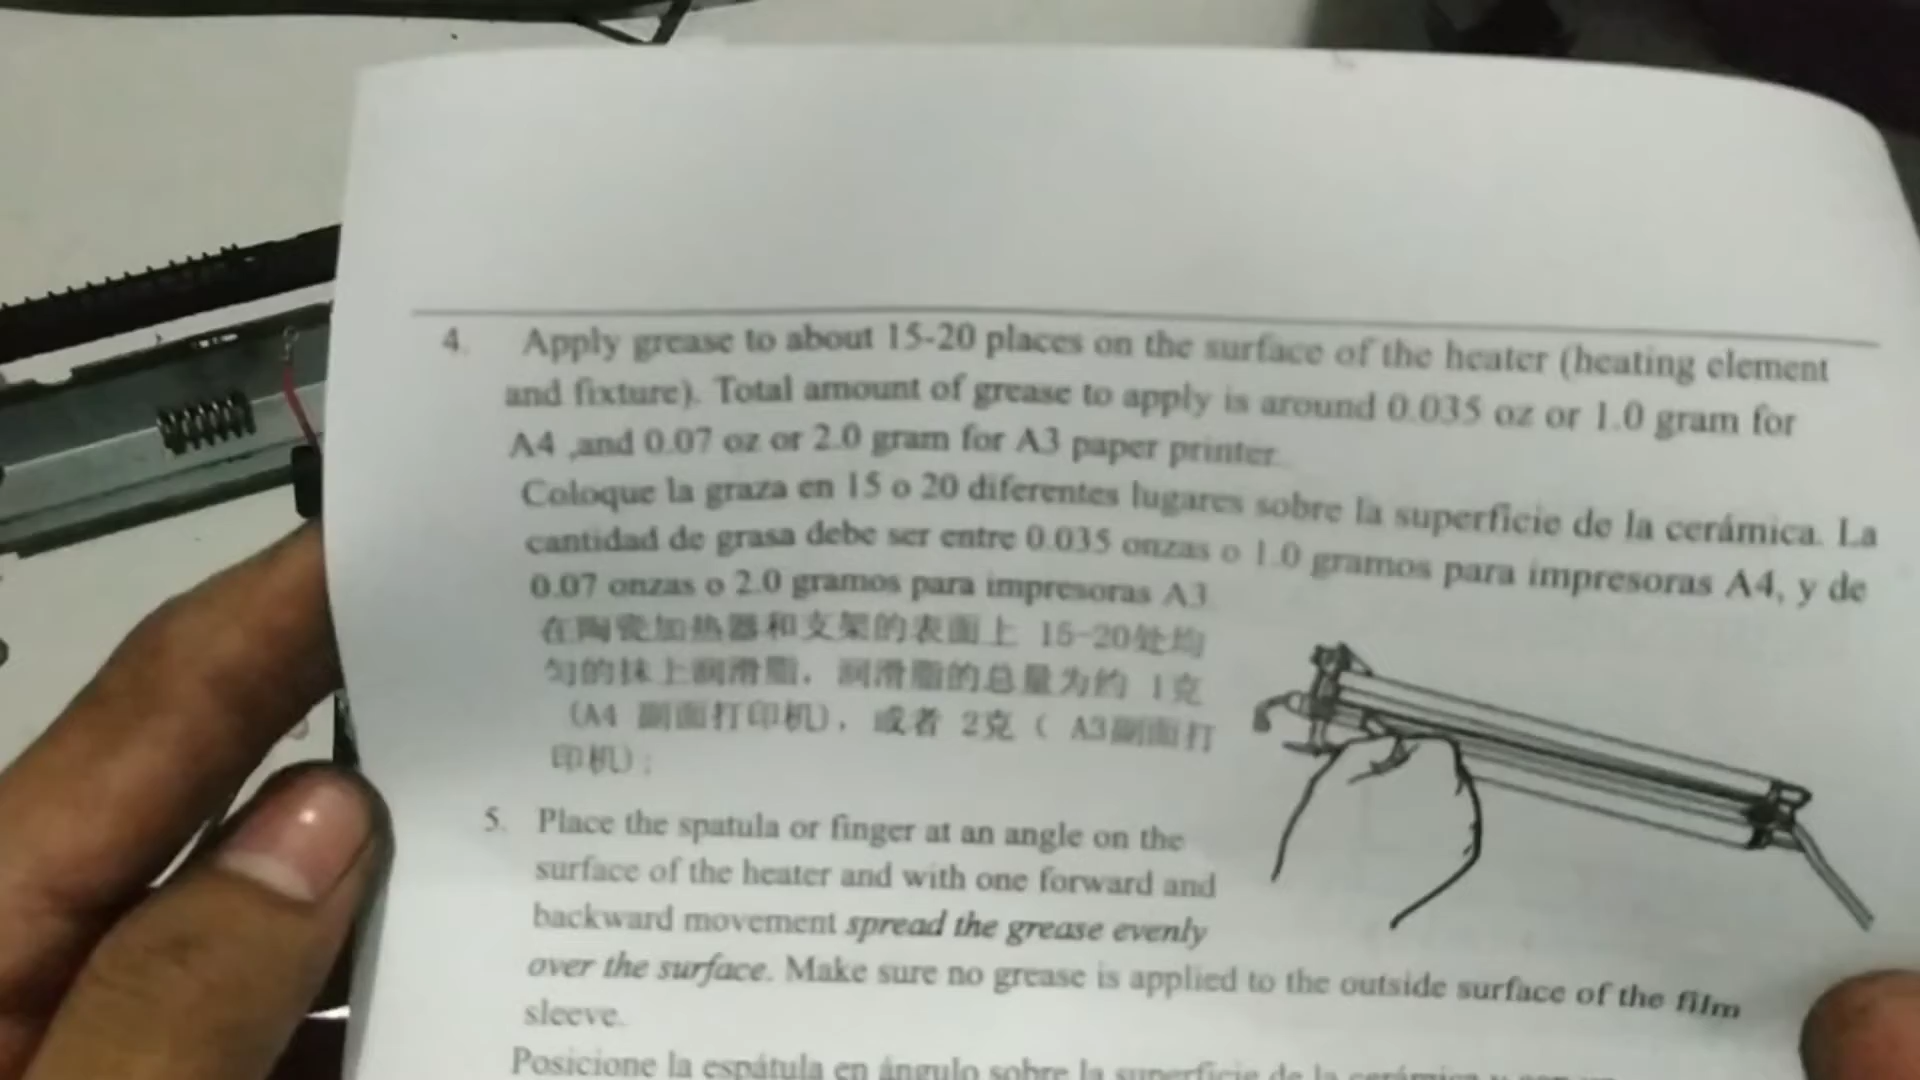 4. Apply grease to about 15-20 places on the surface of the heater (heating element
and fixture). Total amount of grease to apply is around 0.035 oz or 1.0 gram for
A4 ,and 0.07 oz or 2.0 gram for A3 paper printer.
Coloque la graza en 15 o 20 diferentes lugares sobre la superficie de la cerámica. La
cantidad de grasa debe ser entre 0.035 onzas o 1.0 gramos para impresoras A4, y de
0.07 onzas o 2.0 gramos para impresoras A3.
在陶瓷加热器和支架的表面上 15-20处均
匀的抹上润滑脂，润滑脂的总量为约 1克
（A4 副面打印机），或者 2克（ A3副面打
印机）；
5. Place the spatula or finger at an angle on the
surface of the heater and with one forward and
backward movement spread the grease evenly
over the surface. Make sure no grease is applied to the outside surface of the film
sleeve.
Posicione la espátula en ángulo sobre la superficie de la cerámica y con un